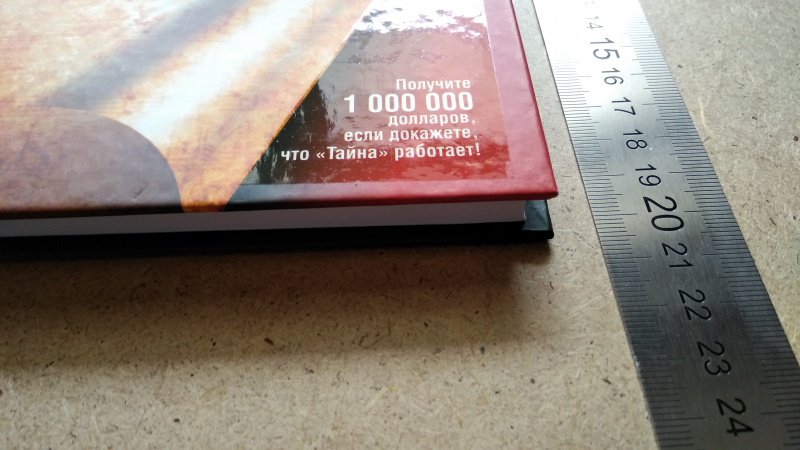 Получите
1 000 000
долларов,
если докажете,
что «Тайна» работает!
14
15
16
17
18
19
20
21
22
23
24